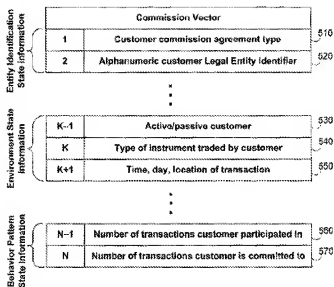 Commission Vector
Entity Identification State Information
1 Customer commission agreement type 510
2 Alphanumeric customer Legal Entity Identifier 520
Environment State Information
K-1 Active/passive customer 530
K Type of instrument traded by customer 540
K+1 Time, day, location of transaction 550
Behavior Pattern State Information
N-1 Number of transactions customer participated in 560
N Number of transactions customer is committed to 570